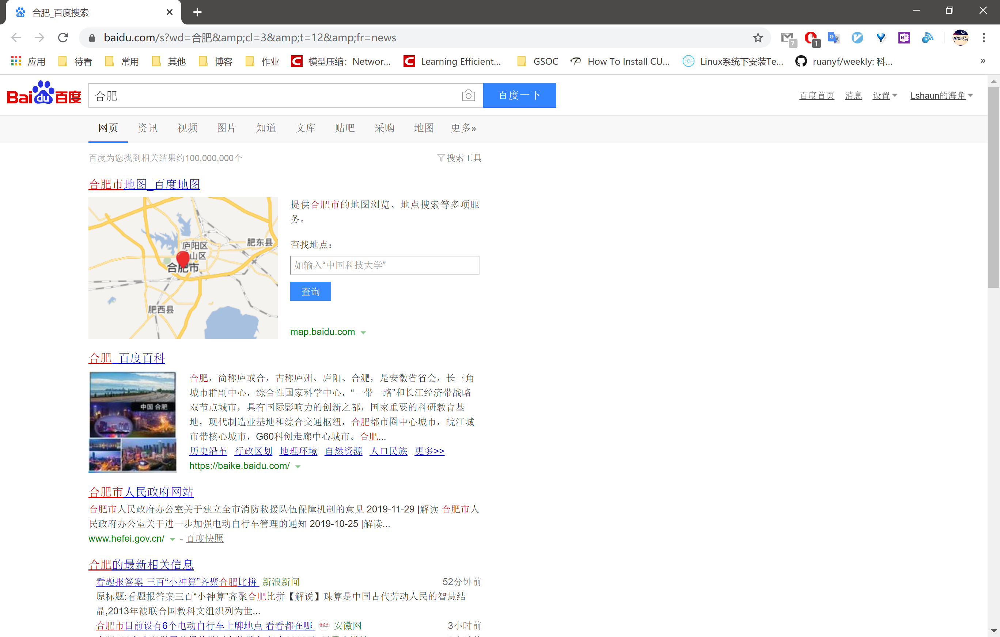 合肥_百度搜索
baidu.com/s?wd=合肥&amp;cl=3&amp;t=12&amp;fr=news
应用 待看 常用 其他 博客 作业 模型压缩：Networ... Learning Efficient... GSOC How To Install CU... Linux系统下安装Te... ruanyf/weekly: 科... »
Bai du 百度 合肥 百度一下 百度首页 消息 设置 Lshaun的海角
网页 资讯 视频 图片 知道 文库 贴吧 采购 地图 更多»
百度为您找到相关结果约100,000,000个 搜索工具
合肥市地图_百度地图
提供合肥市的地图浏览、地点搜索等多项服
务。
查找地点：
如输入“中国科技大学”
查询
map.baidu.com
庐阳区
肥东县
山区
合肥市
肥西县
合肥_百度百科
中国 合肥
合肥，简称庐或合，古称庐州、庐阳、合淝，是安徽省省会，长三角
城市群副中心，综合性国家科学中心，“一带一路”和长江经济带战略
双节点城市，具有国际影响力的创新之都，国家重要的科研教育基
地，现代制造业基地和综合交通枢纽，合肥都市圈中心城市，皖江城
市带核心城市，G60科创走廊中心城市。合肥...
历史沿革 行政区划 地理环境 自然资源 人口民族 更多>>
https://baike.baidu.com/
合肥市人民政府网站
合肥市人民政府办公室关于建立全市消防救援队伍保障机制的意见 2019-11-29 |解读 合肥市人
民政府办公室关于进一步加强电动自行车管理的通知 2019-10-25 |解读...
www.hefei.gov.cn/ - 百度快照
合肥的最新相关信息
看题报答案 三百“小神算”齐聚合肥比拼 新浪新闻 52分钟前
原标题:看题报答案三百“小神算”齐聚合肥比拼【解说】珠算是中国古代劳动人民的智慧结
晶,2013年被联合国教科文组织列为世...
合肥市目前设有6个电动自行车上牌地点 看看都在哪 安徽网 3小时前